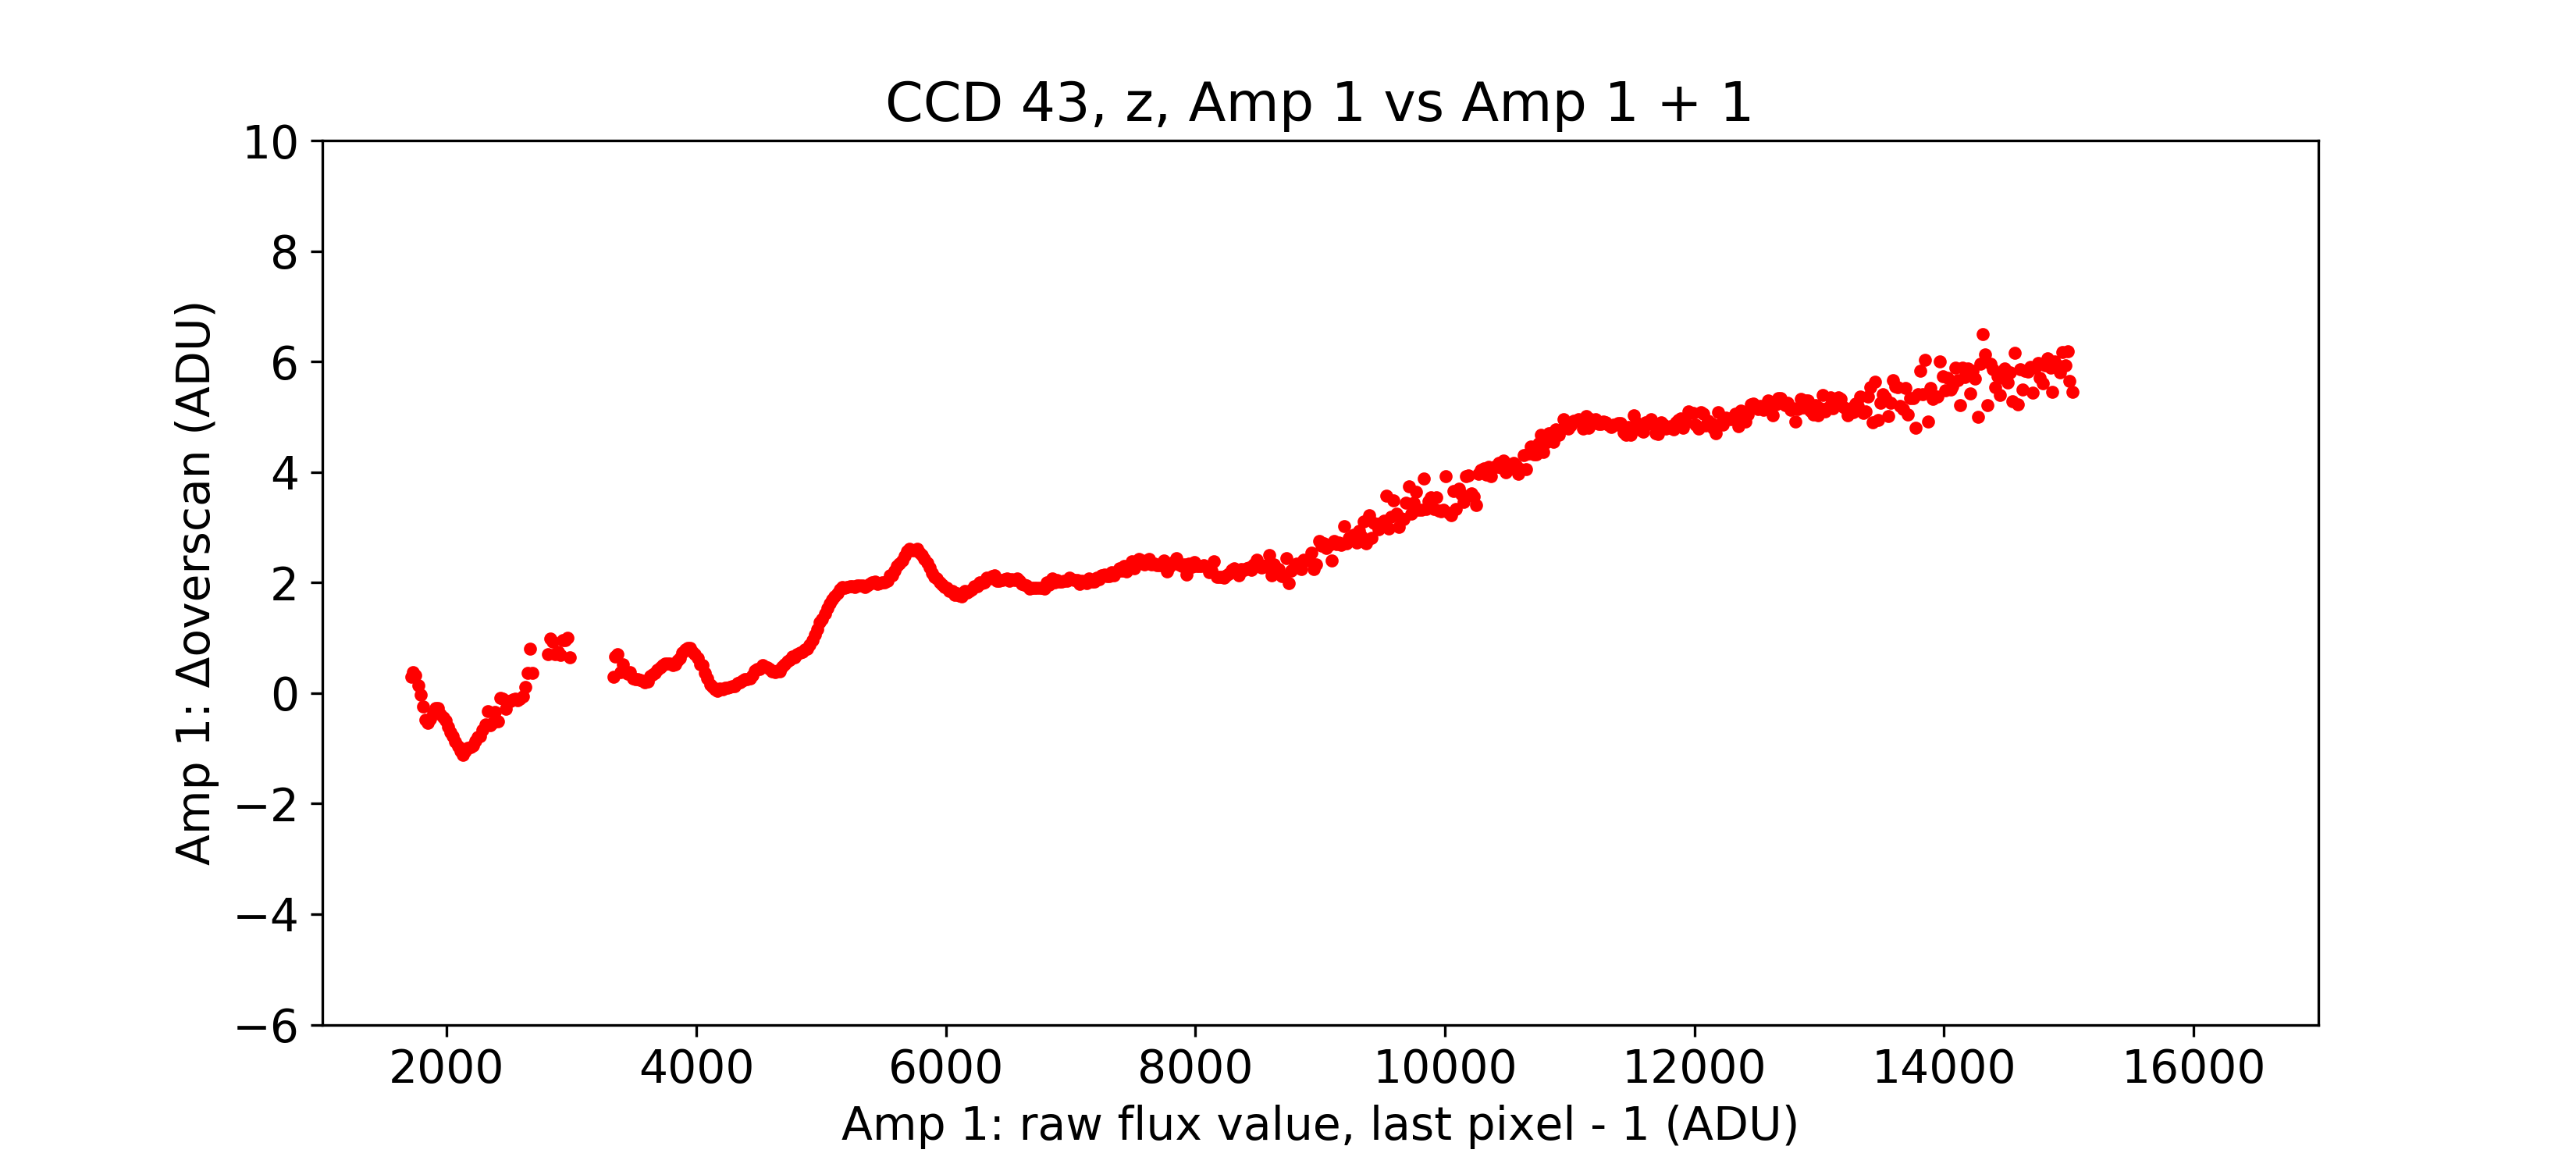 CCD 43, z, Amp 1 vs Amp 1 + 1
Amp 1: Δoverscan (ADU)
10
8
6
4
2
0
−2
−4
−6
2000 4000 6000 8000 10000 12000 14000 16000
Amp 1: raw flux value, last pixel - 1 (ADU)